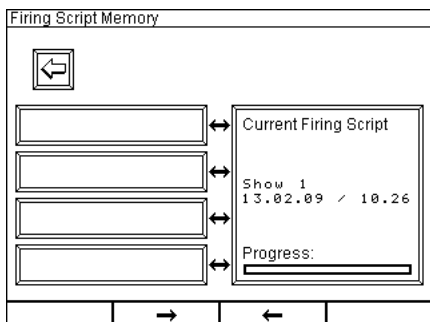 Firing Script Memory
Current Firing Script
Show 1
13.02.09 / 10.26
Progress: